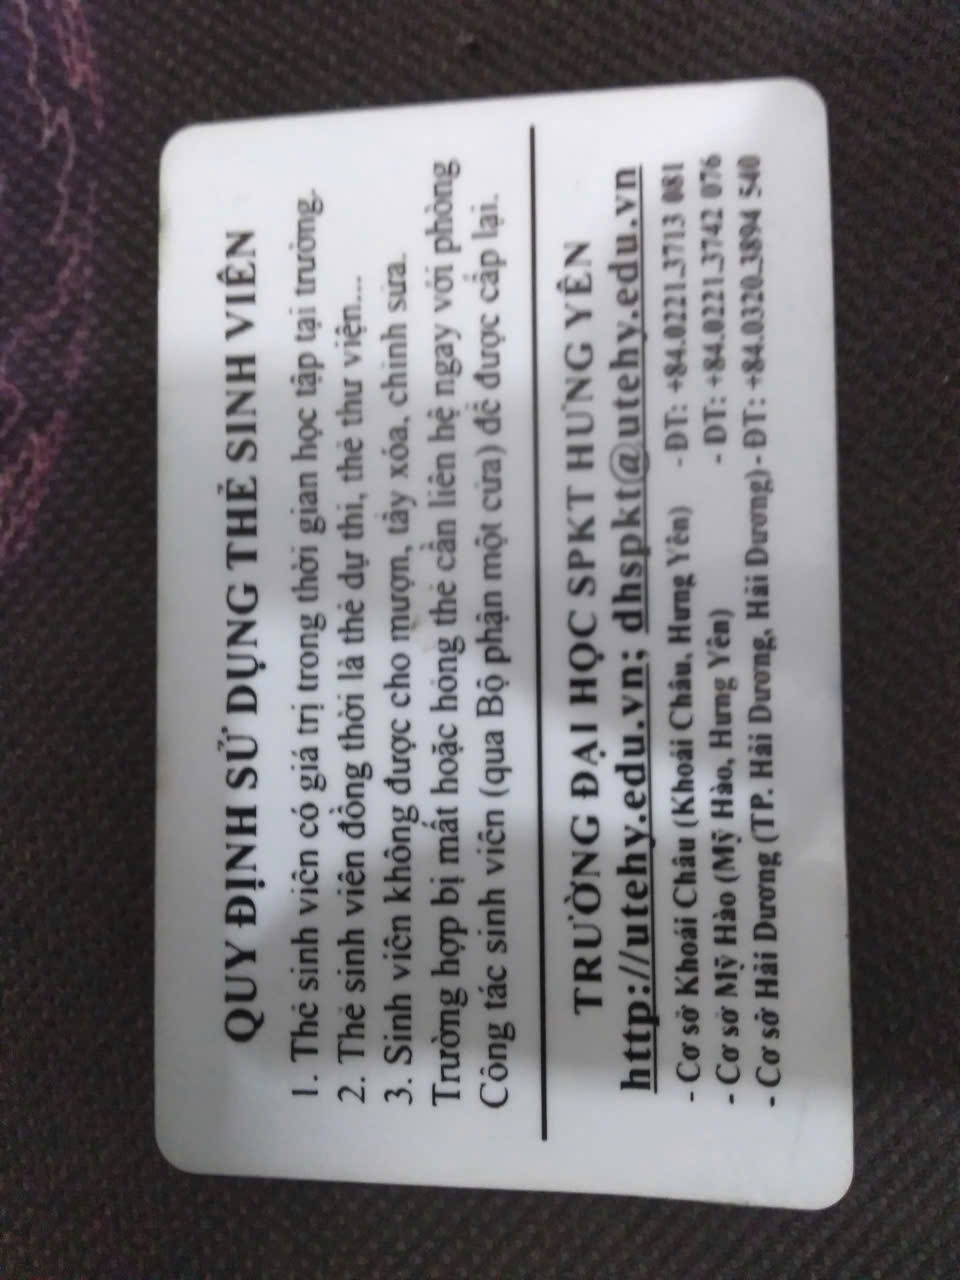 QUY ĐỊNH SỬ DỤNG THẺ SINH VIÊN
1. Thẻ sinh viên có giá trị trong thời gian học tập tại trường.
2. Thẻ sinh viên đồng thời là thẻ dự thi, thẻ thư viện....
3. Sinh viên không được cho mượn, tẩy xóa, chỉnh sửa.
Trường hợp bị mất hoặc hỏng thẻ cần liên hệ ngay với phòng
Công tác sinh viên (qua Bộ phận một cửa) để được cấp lại.
TRƯỜNG ĐẠI HỌC SPKT HƯNG YÊN
http://utehy.edu.vn; dhspkt@utehy.edu.vn
- Cơ sở Khoái Châu (Khoái Châu, Hưng Yên) - ĐT: +84.0221.3713 081
- Cơ sở Mỹ Hào (Mỹ Hào, Hưng Yên) - ĐT: +84.0221.3742 076
- Cơ sở Hải Dương (TP. Hải Dương, Hải Dương) - ĐT: +84.0320.3894 540